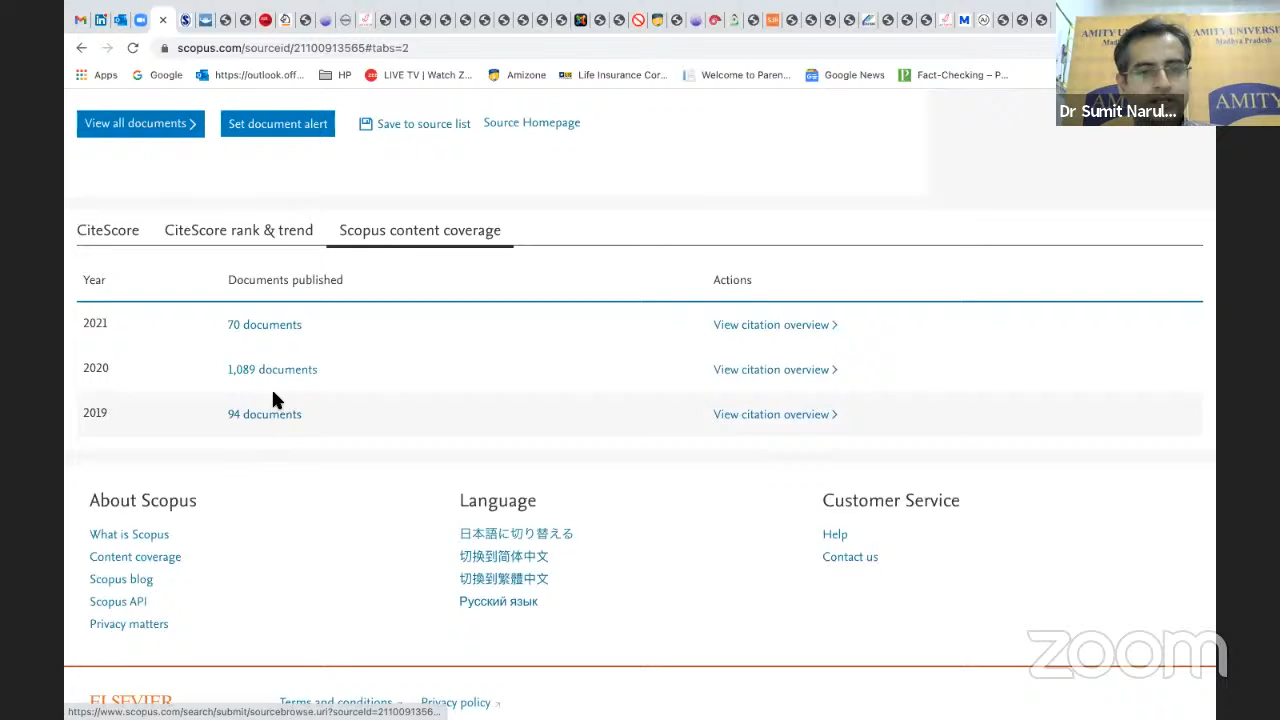 scopus.com/sourceid/21100913565#tabs=2
Apps Google https://outlook.off... HP LIVE TV | Watch Z... Amizone Life Insurance Cor... Welcome to Paren... Google News Fact-Checking – P...
AMITY UNIVERSI
Madhya Pradesh
AMITY
Dr Sumit Narul...
View all documents Set document alert Save to source list Source Homepage
CiteScore CiteScore rank & trend Scopus content coverage
Year Documents published Actions
2021 70 documents View citation overview
2020 1,089 documents View citation overview
2019 94 documents View citation overview
About Scopus Language Customer Service
What is Scopus 日本語に切り替える Help
Content coverage 切換到简体中文 Contact us
Scopus blog 切換到繁體中文
Scopus API Русский язык
Privacy matters
zoom
ELSEVIER Terms and conditions Privacy policy
https://www.scopus.com/search/submit/sourcebrowse.uri?sourceId=2110091356...